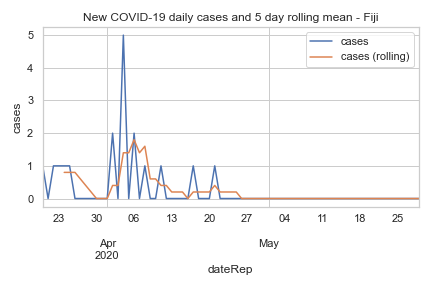 New COVID-19 daily cases and 5 day rolling mean - Fiji
cases
cases (rolling)
5
4
3
2
1
0
cases
23
30
06
13
20
27
04
11
18
25
Apr
2020
May
dateRep